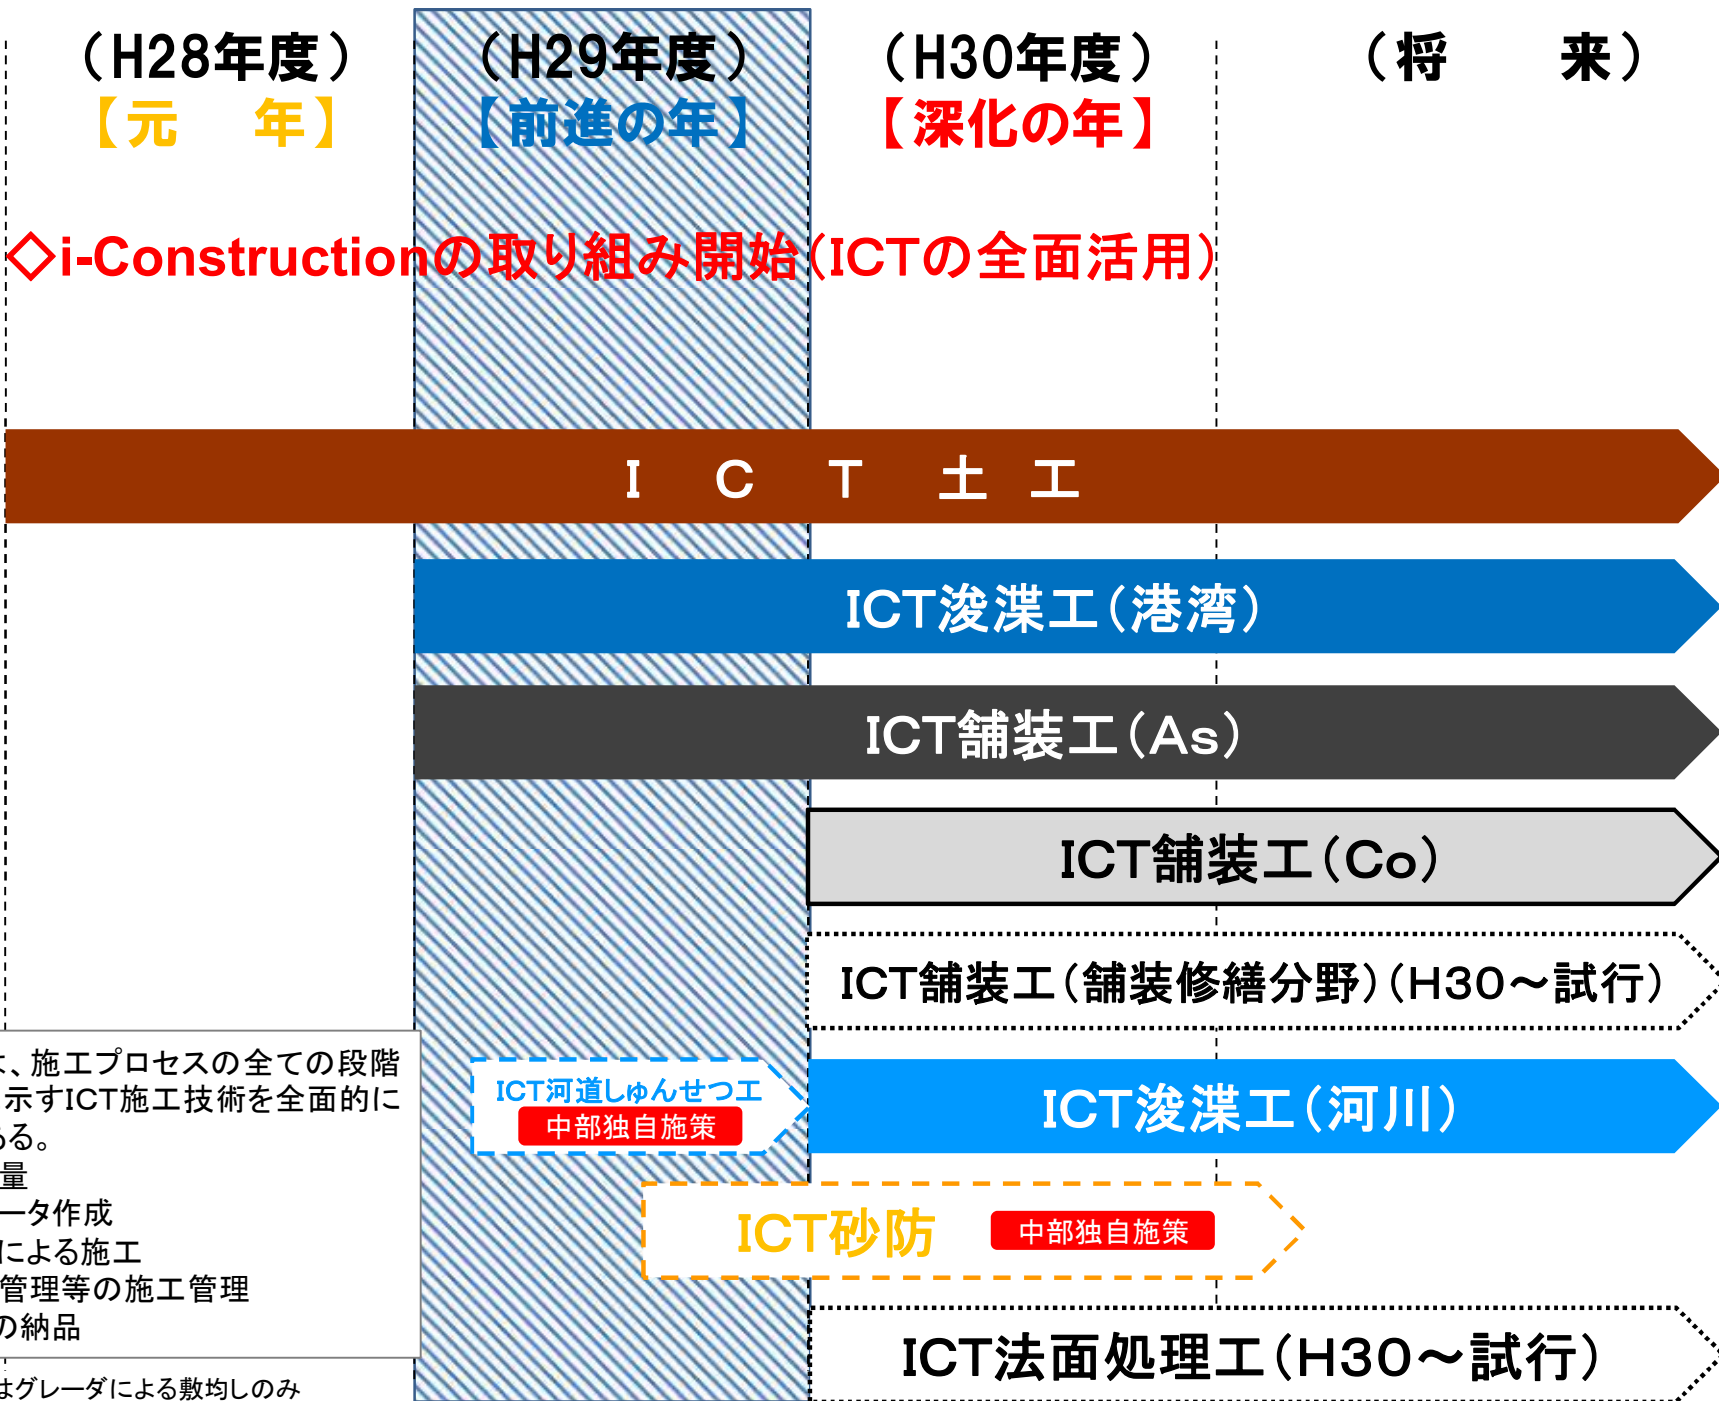 （H28年度）
（H29年度）
（H30年度）
（将　来）
【元　年】
【前進の年】
【深化の年】
◇i-Constructionの取り組み開始（ICTの全面活用）
ＩＣＴ土工
ICT浚渫工（港湾）
ICT舗装工（As）
ICT舗装工（Co）
ICT舗装工（舗装修繕分野）（H30～試行）
ICT河道しゅんせつ工
中部独自施策
ICT浚渫工（河川）
ICT砂防
中部独自施策
ICT法面処理工（H30～試行）
、施工プロセスの全ての段階
示すICT施工技術を全面的に
ある。
量
ータ作成
による施工
管理等の施工管理
の納品
はグレーダによる敷均しのみ